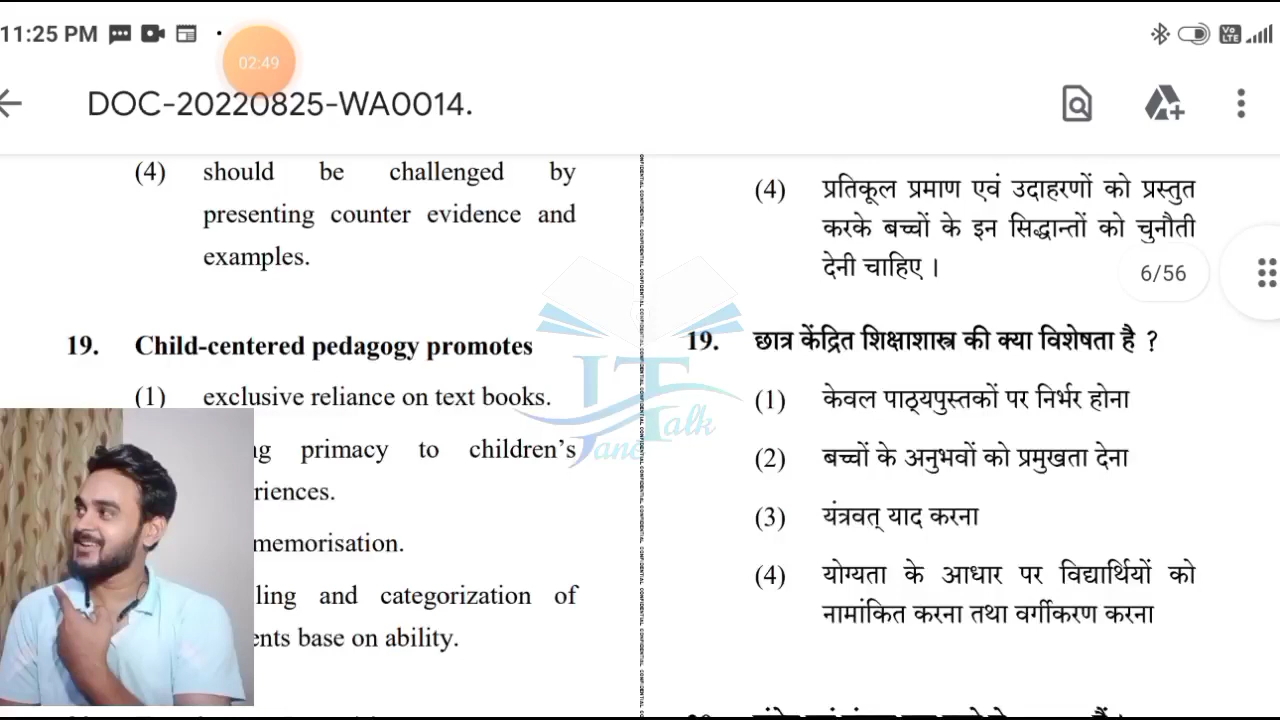 11:25 PM
02:49
Vo
LTE
DOC-20220825-WA0014.
(4) should be challenged by
presenting counter evidence and
examples.
19. Child-centered pedagogy promotes
(1) exclusive reliance on text books.
primacy to children's
riences.
memorisation.
ling and categorization of
ents base on ability.
(4) प्रतिकूल प्रमाण एवं उदाहरणों को प्रस्तुत
करके बच्चों के इन सिद्धान्तों को चुनौती
देनी चाहिए ।
6/56
19. छात्र केंद्रित शिक्षाशास्त्र की क्या विशेषता है ?
(1) केवल पाठ्यपुस्तकों पर निर्भर होना
(2) बच्चों के अनुभवों को प्रमुखता देना
(3) यंत्रवत् याद करना
(4) योग्यता के आधार पर विद्यार्थियों को
नामांकित करना तथा वर्गीकरण करना
Talk